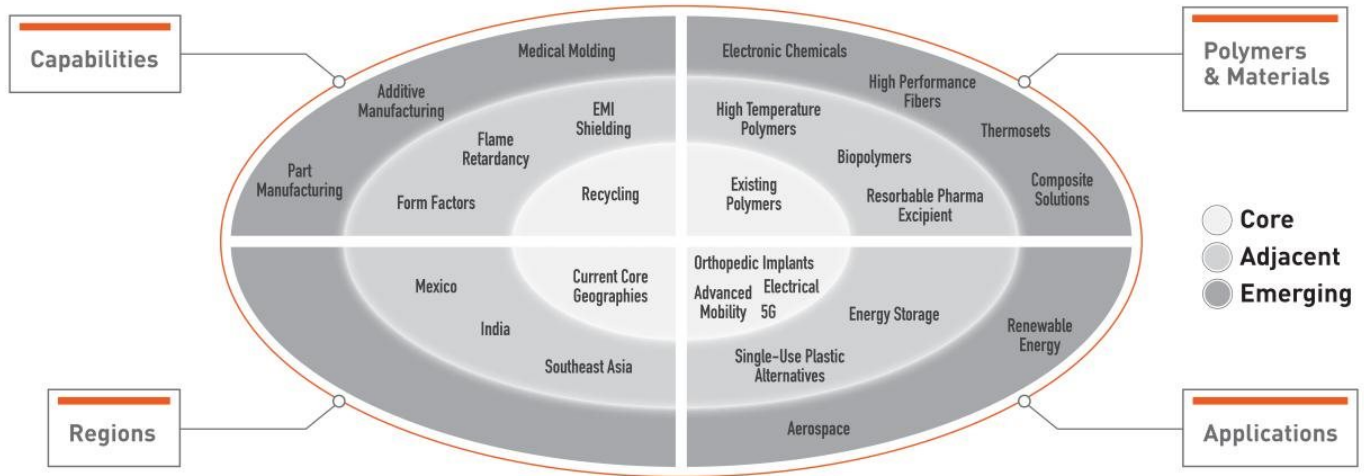 Capabilities
Medical Molding
Additive
Manufacturing
EMI
Shielding
Flame
Retardancy
Part
Manufacturing
Form Factors
Recycling
Polymers
& Materials
Electronic Chemicals
High Performance
Fibers
High Temperature
Polymers
Thermosets
Biopolymers
Composite
Solutions
Existing
Polymers
Resorbable Pharma
Excipient
Core
Adjacent
Emerging
Regions
Mexico
Current Core
Geographies
India
Southeast Asia
Applications
Orthopedic Implants
Electrical
Advanced
Mobility
5G
Energy Storage
Renewable
Energy
Single-Use Plastic
Alternatives
Aerospace